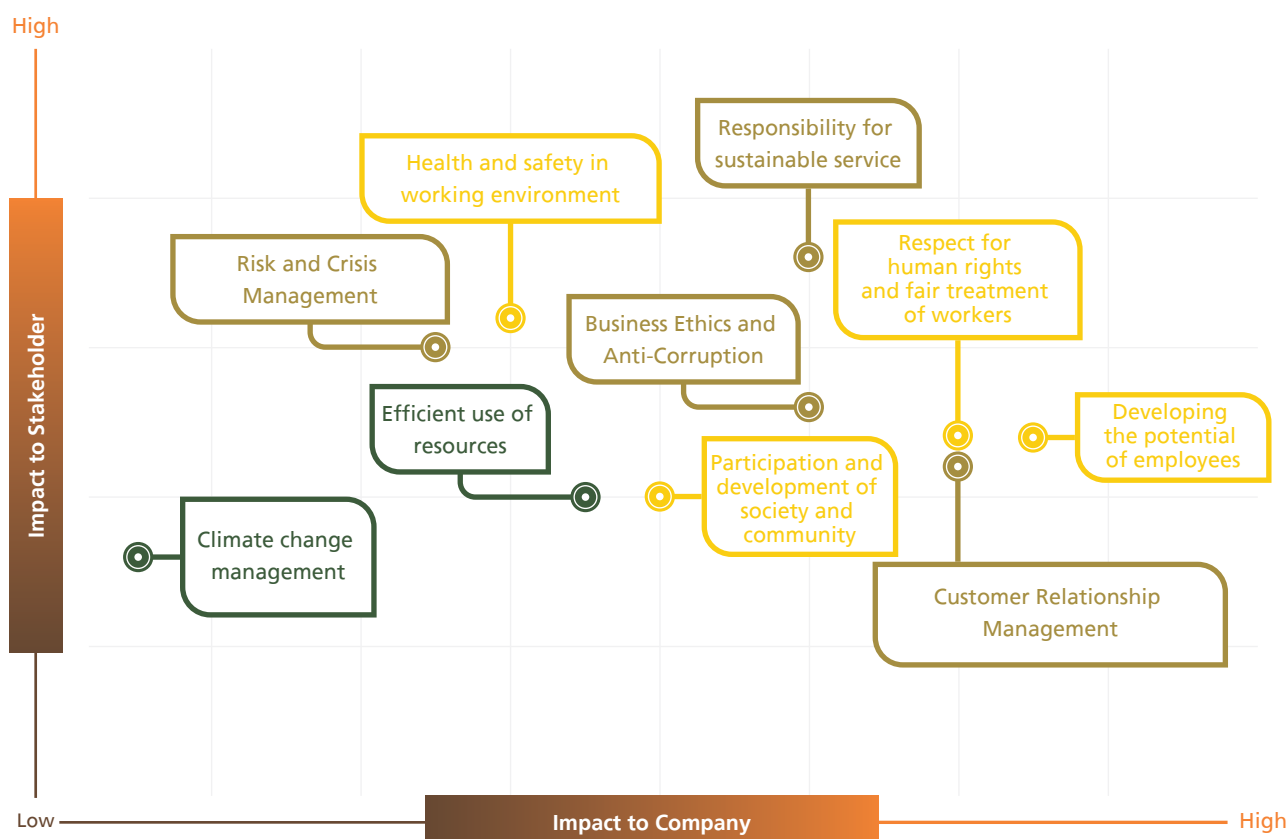 High
Responsibility for
sustainable service
Health and safety in
working environment
Respect for
human rights
and fair treatment
of workers
Risk and Crisis
Management
Business Ethics and
Anti-Corruption
Efficient use of
resources
Developing
the potential
of employees
Participation and
development of
society and
community
Climate change
management
Customer Relationship
Management
Impact to Stakeholder
Low
Impact to Company
High